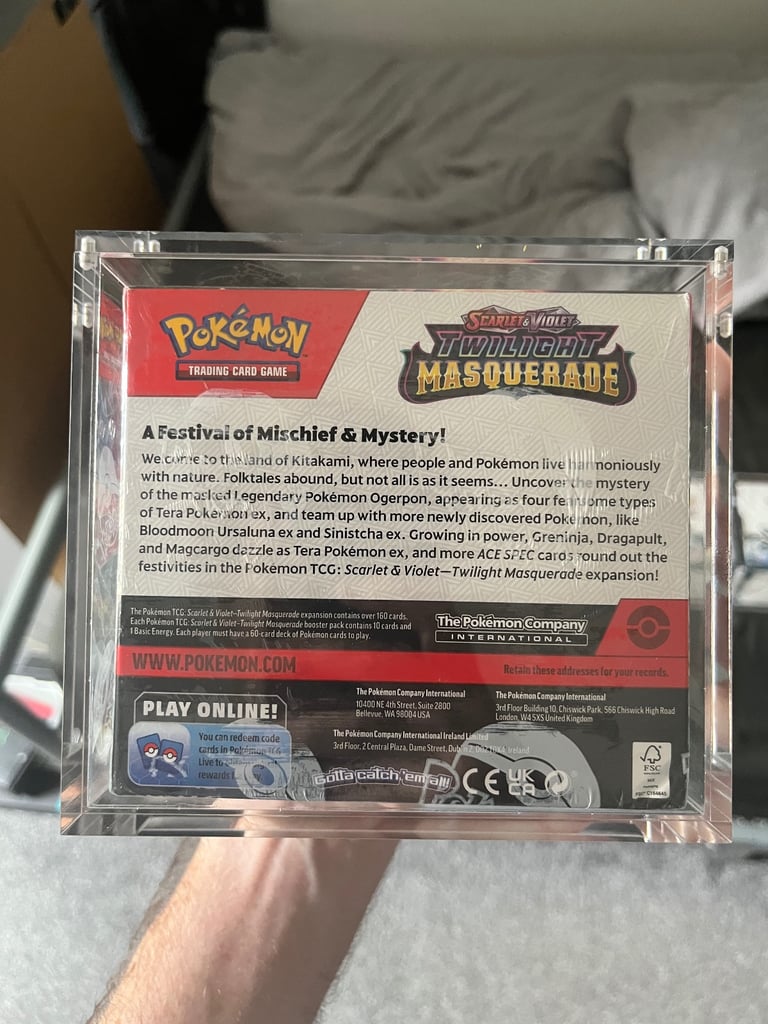 POKÉMON
TRADING CARD GAME
SCARLET & VIOLET
TWILIGHT
MASQUERADE
A Festival of Mischief & Mystery!
Welcome to the land of Kitakami, where people and Pokémon live harmoniously
with nature. Folktales abound, but not all is as it seems... Uncover the mystery
of the masked Legendary Pokémon Ogerpon, appearing as four fearsome types
of Tera Pokémon ex, and team up with more newly discovered Pokémon, like
Bloodmoon Ursaluna ex and Sinistcha ex. Growing in power, Greninja, Dragapult,
and Magcargo dazzle as Tera Pokémon ex, and more ACE SPEC cards round out the
festivities in the Pokémon TCG: Scarlet & Violet—Twilight Masquerade expansion!
The Pokémon TCG: Scarlet & Violet–Twilight Masquerade expansion contains over 160 cards.
Each Pokémon TCG: Scarlet & Violet–Twilight Masquerade booster pack contains 10 cards and
1 Basic Energy. Each player must have a 60-card deck of Pokémon cards to play.
The Pokémon Company
INTERNATIONAL
WWW.POKEMON.COM
Retain these addresses for your records.
PLAY ONLINE!
You can redeem code
cards in Pokémon TCG
Live to
rewards
The Pokémon Company International
10400 NE 4th Street, Suite 2800
Bellevue, WA 98004 USA
The Pokémon Company International
3rd Floor Building 10, Chiswick Park, 566 Chiswick High Road
London, W4 5XS United Kingdom
The Pokémon Company International Ireland Limited
3rd Floor, 2 Central Plaza, Dame Street, Dublin 2, D02 T0X4, Ireland
Gotta catch 'em all!
CE
UK
CA
FSC